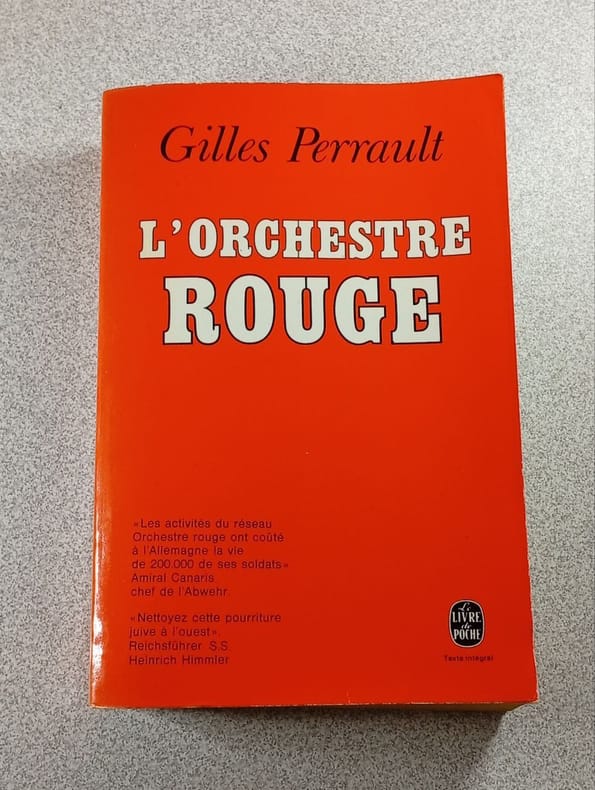 Gilles Perrault
L'ORCHESTRE
ROUGE
«Les activités du réseau
Orchestre rouge ont coûté
à l'Allemagne la vie
de 200.000 de ses soldats»
Amiral Canaris
chef de l'Abwehr.
«Nettoyez cette pourriture
juive à l'ouest».
Reichsführer S.S.
Heinrich Himmler
Le
LIVRE
de
POCHE
Texte intégral